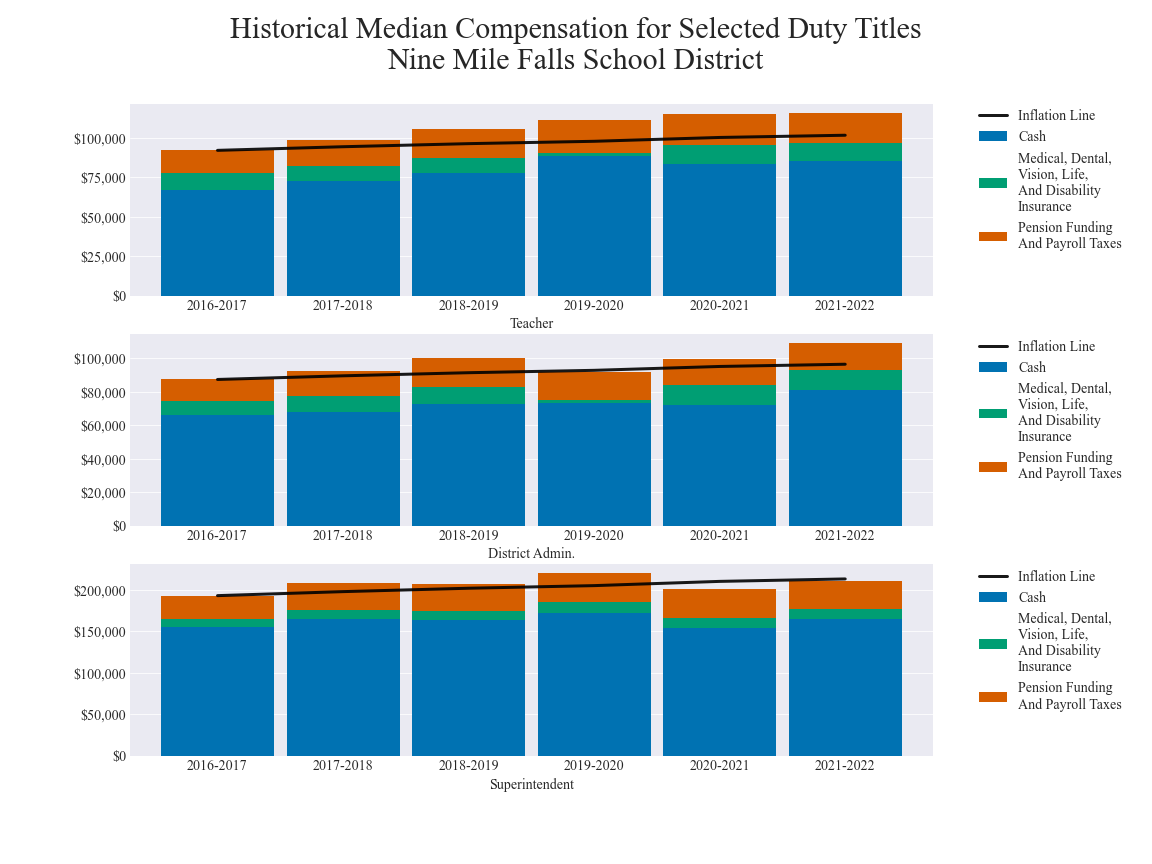 Historical Median Compensation for Selected Duty Titles
Nine Mile Falls School District
$100,000
$75,000
$50,000
$25,000
$0
2016-2017 2017-2018 2018-2019 2019-2020 2020-2021 2021-2022
Teacher
Inflation Line
Cash
Medical, Dental,
Vision, Life,
And Disability
Insurance
Pension Funding
And Payroll Taxes
$100,000
$80,000
$60,000
$40,000
$20,000
$0
2016-2017 2017-2018 2018-2019 2019-2020 2020-2021 2021-2022
District Admin.
Inflation Line
Cash
Medical, Dental,
Vision, Life,
And Disability
Insurance
Pension Funding
And Payroll Taxes
$200,000
$150,000
$100,000
$50,000
$0
2016-2017 2017-2018 2018-2019 2019-2020 2020-2021 2021-2022
Superintendent
Inflation Line
Cash
Medical, Dental,
Vision, Life,
And Disability
Insurance
Pension Funding
And Payroll Taxes